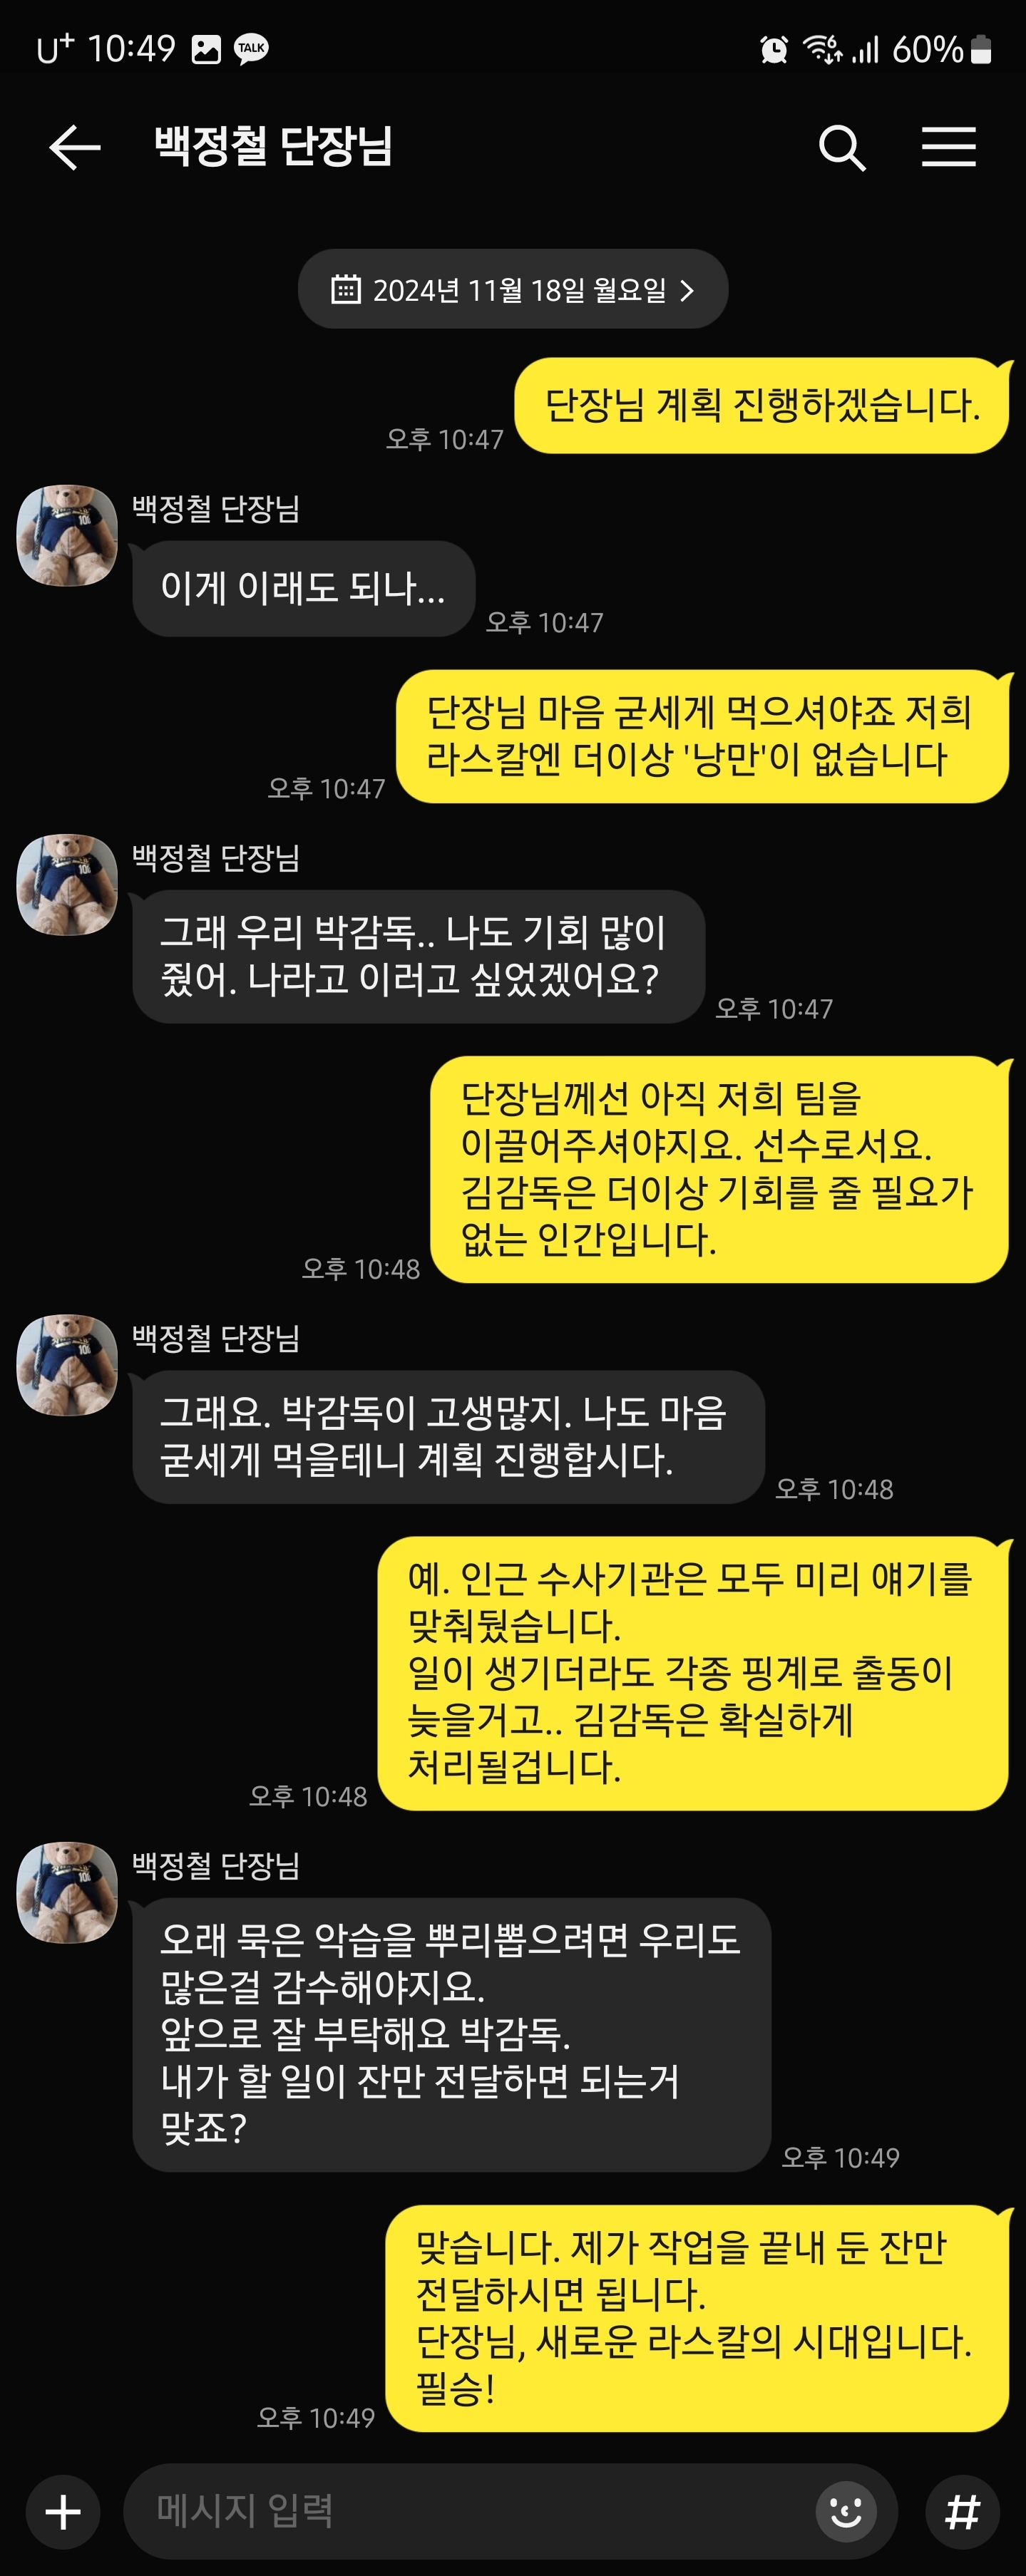 U+ 10:49 TALK 6 60%
백정철 단장님
2024년 11월 18일 월요일 >
단장님 계획 진행하겠습니다.
오후 10:47
백정철 단장님
이게 이래도 되나...
오후 10:47
단장님 마음 굳세게 먹으셔야죠 저희
라스칼엔 더이상 '낭만'이 없습니다
오후 10:47
백정철 단장님
그래 우리 박감독.. 나도 기회 많이
줬어. 나라고 이러고 싶었겠어요?
오후 10:47
단장님께선 아직 저희 팀을
이끌어주셔야지요. 선수로서요.
김감독은 더이상 기회를 줄 필요가
없는 인간입니다.
오후 10:48
백정철 단장님
그래요. 박감독이 고생많지. 나도 마음
굳세게 먹을테니 계획 진행합시다.
오후 10:48
예. 인근 수사기관은 모두 미리 얘기를
맞춰뒀습니다.
일이 생기더라도 각종 핑계로 출동이
늦을거고.. 김감독은 확실하게
처리될겁니다.
오후 10:48
백정철 단장님
오래 묵은 악습을 뿌리뽑으려면 우리도
많은걸 감수해야지요.
앞으로 잘 부탁해요 박감독.
내가 할 일이 잔만 전달하면 되는거
맞죠?
오후 10:49
맞습니다. 제가 작업을 끝내 둔 잔만
전달하시면 됩니다.
단장님, 새로운 라스칼의 시대입니다.
필승!
오후 10:49
메시지 입력
#